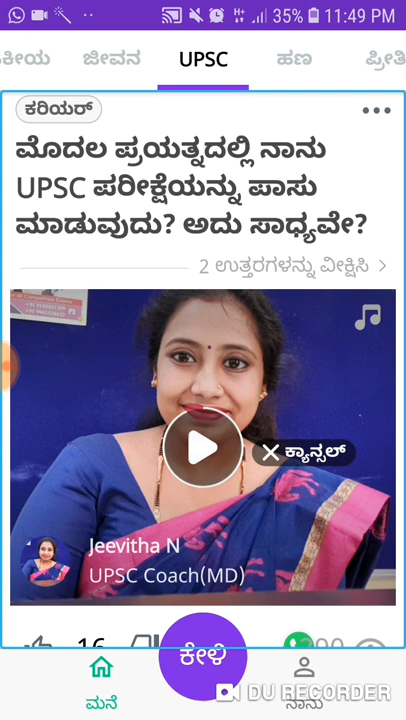 35% 11:49 PM
ಕೀಯ ಜೀವನ UPSC ಹಣ ಪ್ರೀತಿ
ಕರಿಯರ್
ಮೊದಲ ಪ್ರಯತ್ನದಲ್ಲಿ ನಾನು
UPSC ಪರೀಕ್ಷೆಯನ್ನು ಪಾಸು
ಮಾಡುವುದು? ಅದು ಸಾಧ್ಯವೇ?
2 ಉತ್ತರಗಳನ್ನು ವೀಕ್ಷಿಸಿ
ಕ್ಯಾನ್ಸಲ್
Jeevitha N
UPSC Coach(MD)
16
ಕೇಳಿ
DU RECORDER
ಮನೆ ನಾನು